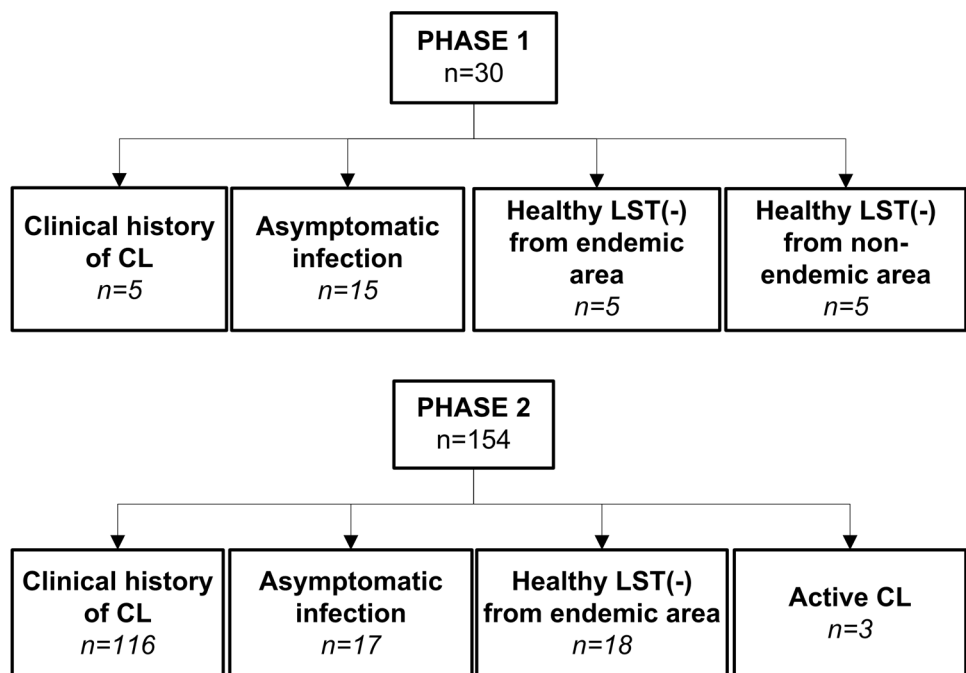 PHASE 1
n=30
Clinical history
of CL
n=5
Asymptomatic
infection
n=15
Healthy LST(-)
from endemic
area
n=5
Healthy LST(-)
from non-
endemic area
n=5
PHASE 2
n=154
Clinical history
of CL
n=116
Asymptomatic
infection
n=17
Healthy LST(-)
from endemic area
n=18
Active CL
n=3